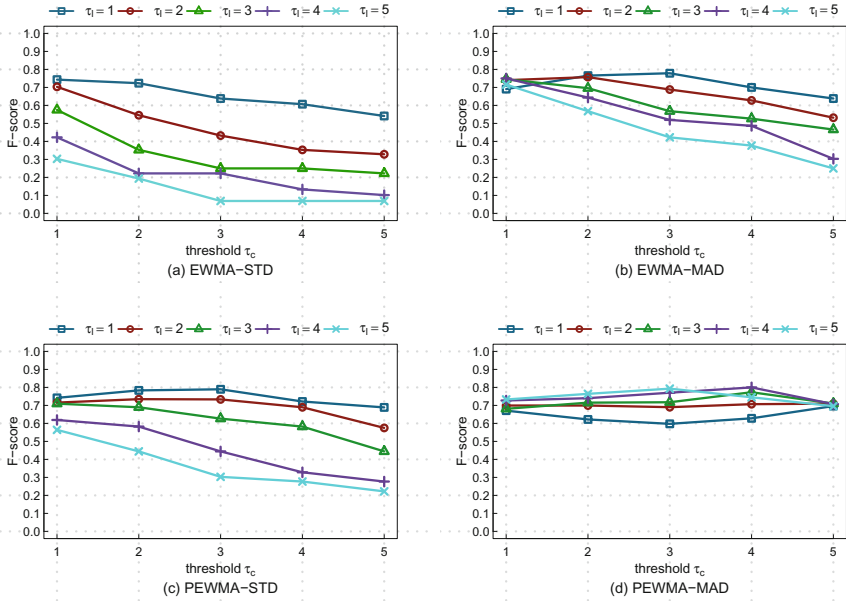 τl = 1 τl = 2 τl = 3 τl = 4 τl = 5
1.0
0.9
0.8
0.7
0.6
0.5
0.4
0.3
0.2
0.1
0.0
F−score
1 2 3 4 5
threshold τc
(a) EWMA−STD
τl = 1 τl = 2 τl = 3 τl = 4 τl = 5
1.0
0.9
0.8
0.7
0.6
0.5
0.4
0.3
0.2
0.1
0.0
F−score
1 2 3 4 5
threshold τc
(b) EWMA−MAD
τl = 1 τl = 2 τl = 3 τl = 4 τl = 5
1.0
0.9
0.8
0.7
0.6
0.5
0.4
0.3
0.2
0.1
0.0
F−score
1 2 3 4 5
threshold τc
(c) PEWMA−STD
τl = 1 τl = 2 τl = 3 τl = 4 τl = 5
1.0
0.9
0.8
0.7
0.6
0.5
0.4
0.3
0.2
0.1
0.0
F−score
1 2 3 4 5
threshold τc
(d) PEWMA−MAD